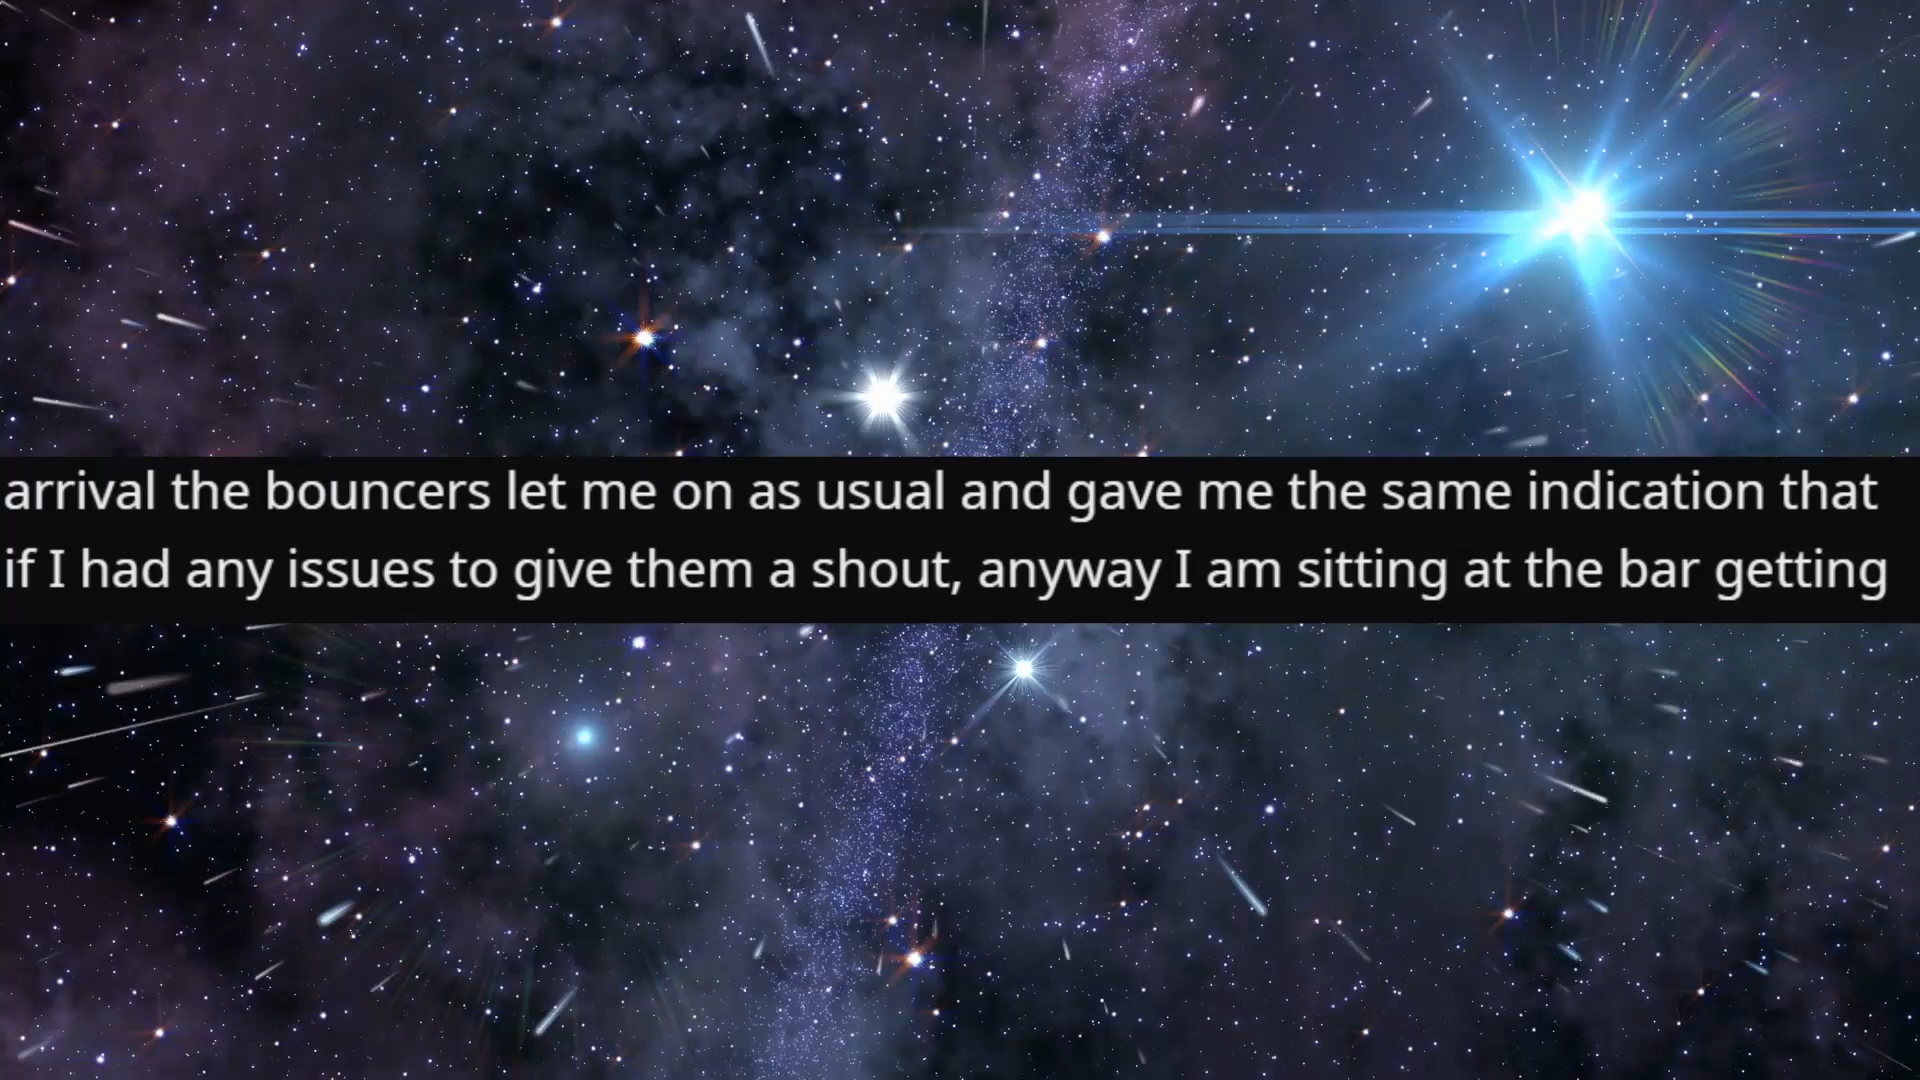 arrival the bouncers let me on as usual and gave me the same indication that
if I had any issues to give them a shout, anyway I am sitting at the bar getting